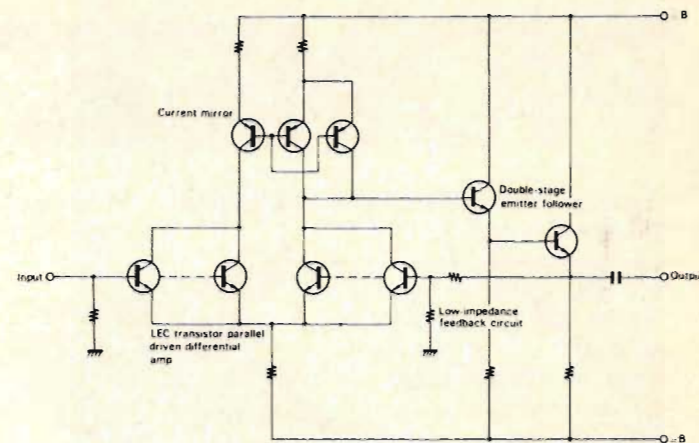 B
Current mirror
Double-stage
emitter follower
Input
Output
Low-impedance
feedback circuit
LEC transistor parallel
driven differential
amp
-B